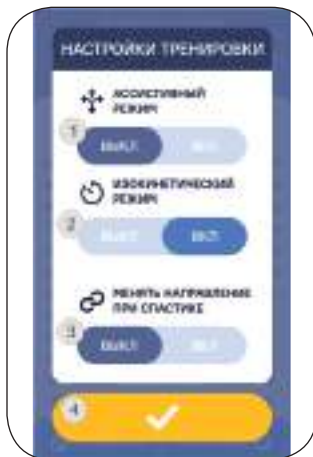 НАСТРОЙКИ ТРЕНИРОВКИ
АССИСТИВНЫЙ
РЕЖИМ
1
ВЫКЛ ВКЛ
ИЗОКИНЕТИЧЕСКИЙ
РЕЖИМ
2
ВЫКЛ ВКЛ
МЕНЯТЬ НАПРАВЛЕНИЕ
ПРИ СПАСТИКЕ
3
ВЫКЛ ВКЛ
4